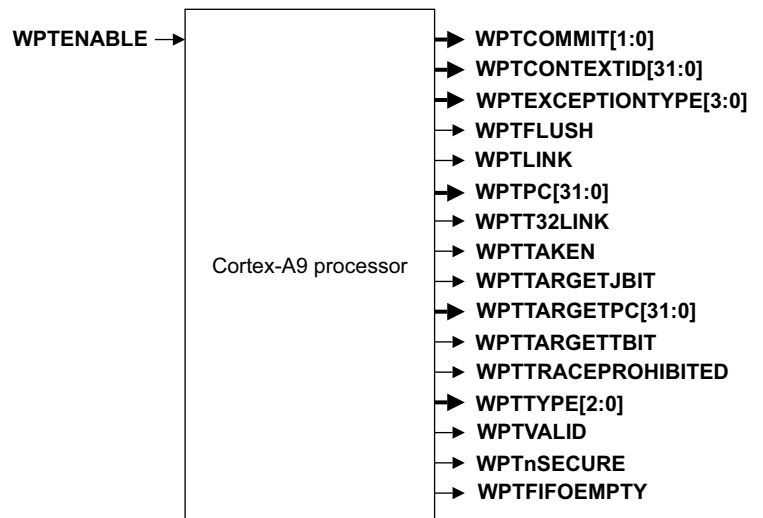 WPTENABLE
WPTCOMMIT[1:0]
WPTCONTEXTID[31:0]
WPTEXCEPTIONTYPE[3:0]
WPTFLUSH
WPTLINK
WPTPC[31:0]
WPTT32LINK
WPTTAKEN
WPTTARGETJBIT
WPTTARGETPC[31:0]
WPTTARGETTBIT
WPTTRACEPROHIBITED
WPTTYPE[2:0]
WPTVALID
WPTnSECURE
WPTFIFOEMPTY
Cortex-A9 processor